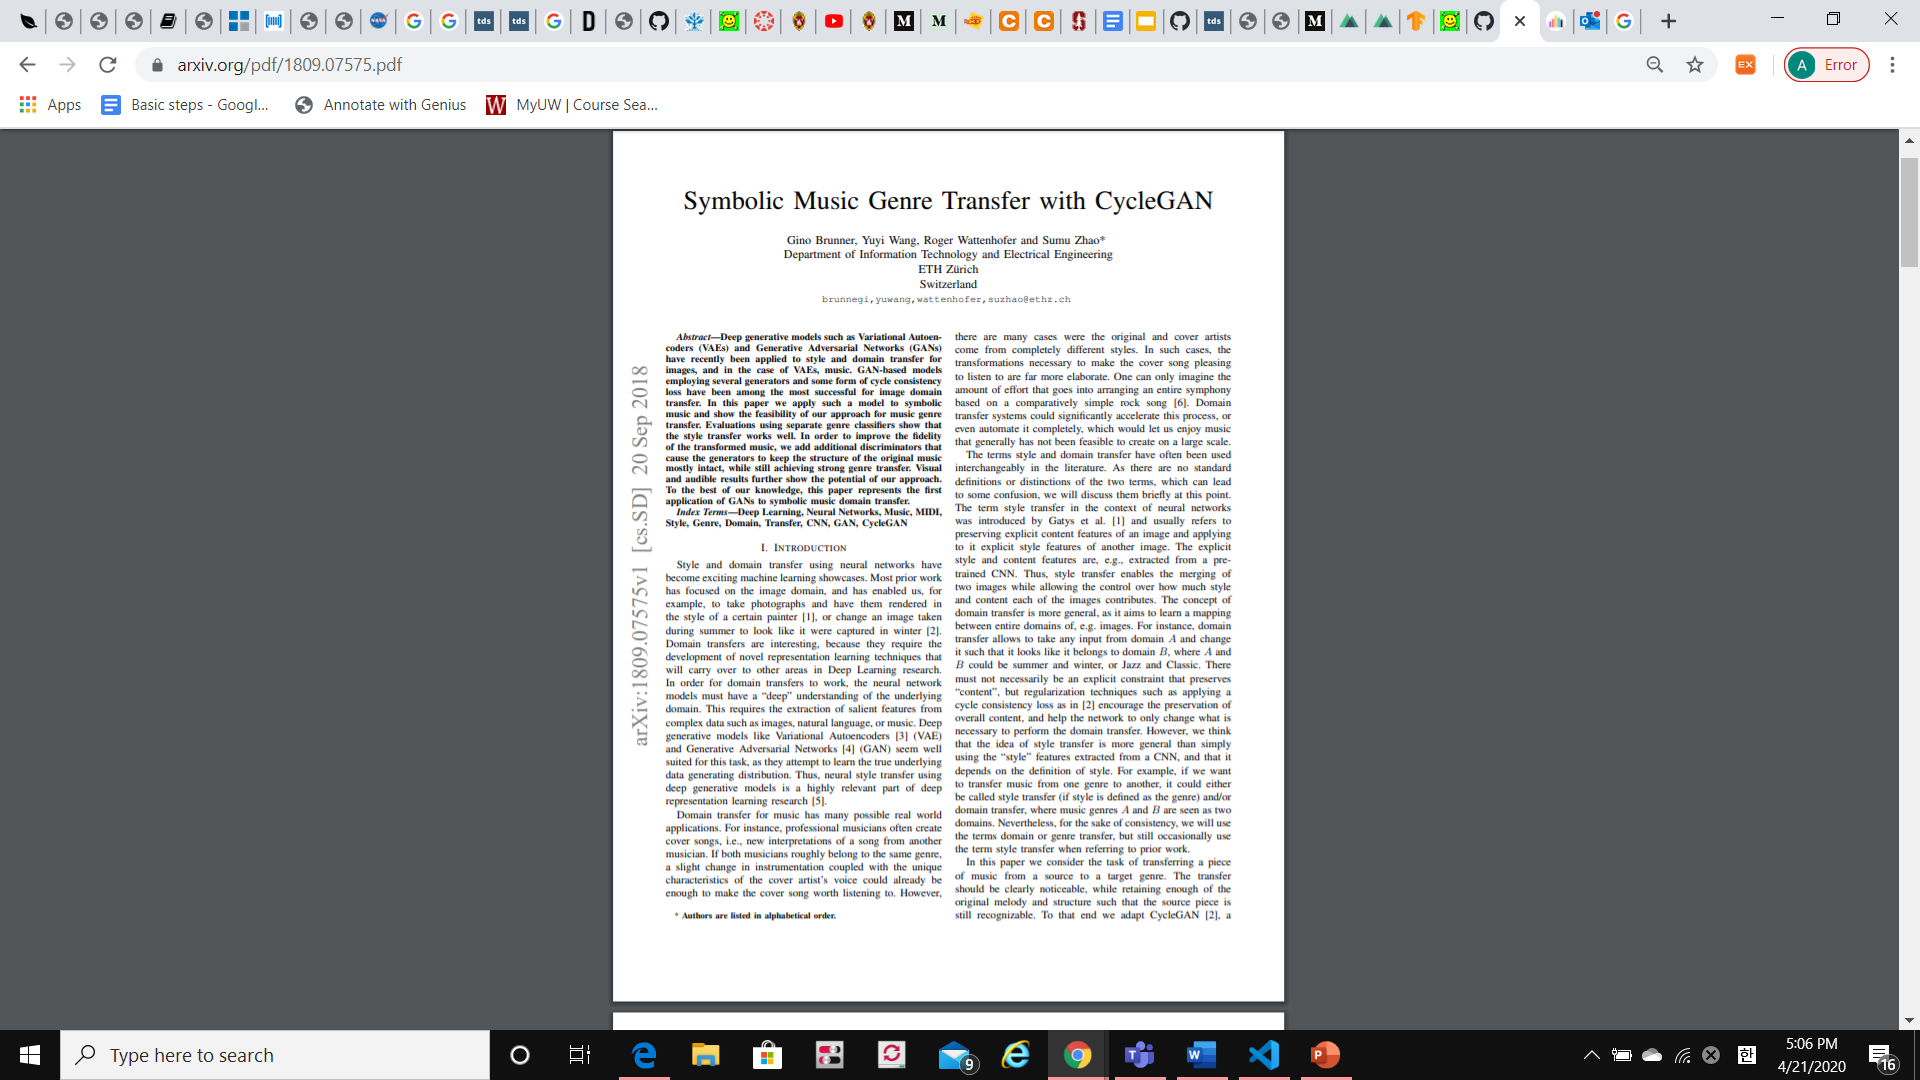 tds
tds
D
M
M
C
C
S
tds
M
arxiv.org/pdf/1809.07575.pdf
EX
A
Error
Apps
Basic steps - Googl...
Annotate with Genius
W
MyUW | Course Sea...
Symbolic Music Genre Transfer with CycleGAN
Gino Brunner, Yuyi Wang, Roger Wattenhofer and Sumu Zhao*
Department of Information Technology and Electrical Engineering
ETH Zürich
Switzerland
brunnegi,yuwang,wattenhofer,suzhao@ethz.ch
arXiv:1809.07575v1 [cs.SD] 20 Sep 2018
Abstract—Deep generative models such as Variational Autoen-
coders (VAEs) and Generative Adversarial Networks (GANs)
have recently been applied to style and domain transfer for
images, and in the case of VAEs, music. GAN-based models
employing several generators and some form of cycle consistency
loss have been among the most successful for image domain
transfer. In this paper we apply such a model to symbolic
music and show the feasibility of our approach for music genre
transfer. Evaluations using separate genre classifiers show that
the style transfer works well. In order to improve the fidelity
of the transformed music, we add additional discriminators that
cause the generators to keep the structure of the original music
mostly intact, while still achieving strong genre transfer. Visual
and audible results further show the potential of our approach.
To the best of our knowledge, this paper represents the first
application of GANs to symbolic music domain transfer.
Index Terms—Deep Learning, Neural Networks, Music, MIDI,
Style, Genre, Domain, Transfer, CNN, GAN, CycleGAN
I. INTRODUCTION
Style and domain transfer using neural networks have
become exciting machine learning showcases. Most prior work
has focused on the image domain, and has enabled us, for
example, to take photographs and have them rendered in
the style of a certain painter [1], or change an image taken
during summer to look like it were captured in winter [2].
Domain transfers are interesting, because they require the
development of novel representation learning techniques that
will carry over to other areas in Deep Learning research.
In order for domain transfers to work, the neural network
models must have a “deep” understanding of the underlying
domain. This requires the extraction of salient features from
complex data such as images, natural language, or music. Deep
generative models like Variational Autoencoders [3] (VAE)
and Generative Adversarial Networks [4] (GAN) seem well
suited for this task, as they attempt to learn the true underlying
data generating distribution. Thus, neural style transfer using
deep generative models is a highly relevant part of deep
representation learning research [5].
Domain transfer for music has many possible real world
applications. For instance, professional musicians often create
cover songs, i.e., new interpretations of a song from another
musician. If both musicians roughly belong to the same genre,
a slight change in instrumentation coupled with the unique
characteristics of the cover artist's voice could already be
enough to make the cover song worth listening to. However,
* Authors are listed in alphabetical order.
there are many cases were the original and cover artists
come from completely different styles. In such cases, the
transformations necessary to make the cover song pleasing
to listen to are far more elaborate. One can only imagine the
amount of effort that goes into arranging an entire symphony
based on a comparatively simple rock song [6]. Domain
transfer systems could significantly accelerate this process, or
even automate it completely, which would let us enjoy music
that generally has not been feasible to create on a large scale.
The terms style and domain transfer have often been used
interchangeably in the literature. As there are no standard
definitions or distinctions of the two terms, which can lead
to some confusion, we will discuss them briefly at this point.
The term style transfer in the context of neural networks
was introduced by Gatys et al. [1] and usually refers to
preserving explicit content features of an image and applying
to it explicit style features of another image. The explicit
style and content features are, e.g., extracted from a pre-
trained CNN. Thus, style transfer enables the merging of
two images while allowing the control over how much style
and content each of the images contributes. The concept of
domain transfer is more general, as it aims to learn a mapping
between entire domains of, e.g. images. For instance, domain
transfer allows to take any input from domain A and change
it such that it looks like it belongs to domain B, where A and
B could be summer and winter, or Jazz and Classic. There
must not necessarily be an explicit constraint that preserves
“content”, but regularization techniques such as applying a
cycle consistency loss as in [2] encourage the preservation of
overall content, and help the network to only change what is
necessary to perform the domain transfer. However, we think
that the idea of style transfer is more general than simply
using the “style” features extracted from a CNN, and that it
depends on the definition of style. For example, if we want
to transfer music from one genre to another, it could either
be called style transfer (if style is defined as the genre) and/or
domain transfer, where music genres A and B are seen as two
domains. Nevertheless, for the sake of consistency, we will use
the terms domain or genre transfer, but still occasionally use
the term style transfer when referring to prior work.
In this paper we consider the task of transferring a piece
of music from a source to a target genre. The transfer
should be clearly noticeable, while retaining enough of the
original melody and structure such that the source piece is
still recognizable. To that end we adapt CycleGAN [2], a
Type here to search
9
한
5:06 PM
4/21/2020
16